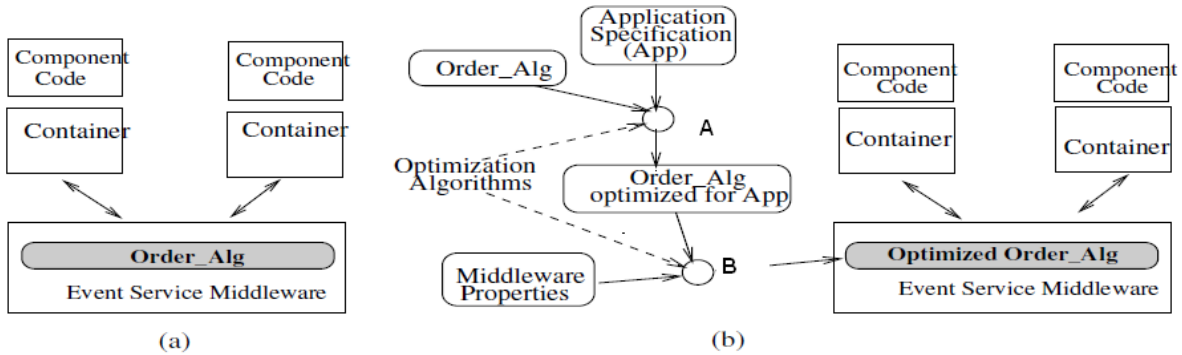 Component
Code
Component
Code
Container
Container
Order_Alg
Event Service Middleware
(a)
Application
Specification
(App)
Order_Alg
A
Optimization
Algorithms
Order_Alg
optimized for App
B
Middleware
Properties
(b)
Component
Code
Component
Code
Container
Container
Optimized Order_Alg
Event Service Middleware